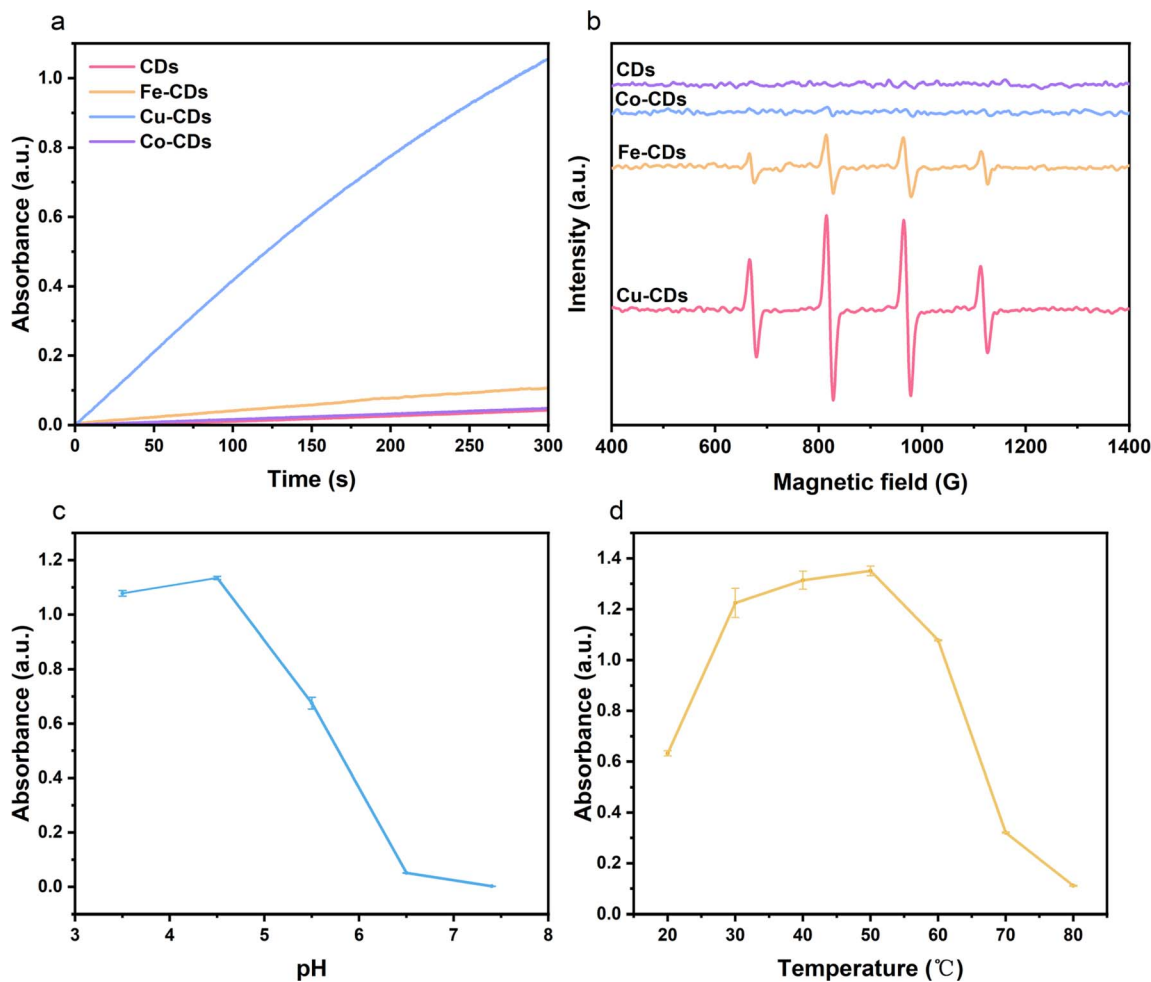 a
Absorbance (a.u.)
1.0
0.8
0.6
0.4
0.2
0.0
CDs
Fe-CDs
Cu-CDs
Co-CDs
0 50 100 150 200 250 300
Time (s)
b
Intensity (a.u.)
CDs
Co-CDs
Fe-CDs
Cu-CDs
400 600 800 1000 1200 1400
Magnetic field (G)
c
Absorbance (a.u.)
1.2
1.0
0.8
0.6
0.4
0.2
0.0
3 4 5 6 7 8
pH
d
Absorbance (a.u.)
1.4
1.2
1.0
0.8
0.6
0.4
0.2
0.0
20 30 40 50 60 70 80
Temperature (℃)